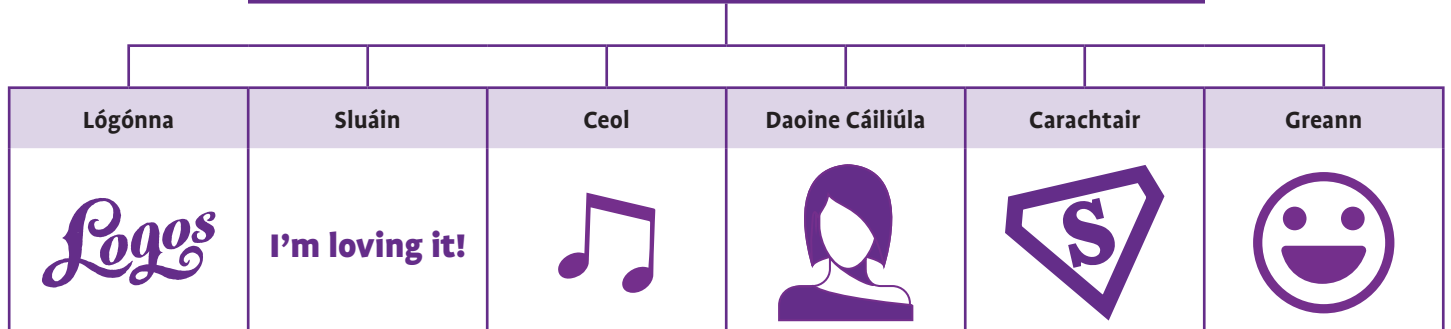 Lógónna
Sluáin
Ceol
Daoine Cáiliúla
Carachtair
Greann
Logos
I'm loving it!
S